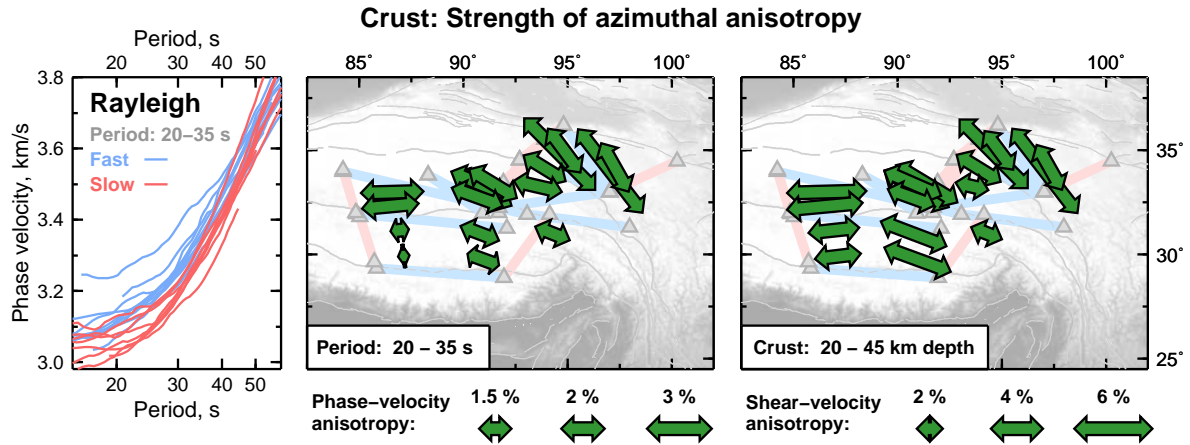 Crust: Strength of azimuthal anisotropy
Period, s
20 30 40 50
3.8
3.6
3.4
3.2
3.0
Phase velocity, km/s
Rayleigh
Period: 20−35 s
Fast
Slow
20 30 40 50
Period, s
85° 90° 95° 100°
Period: 20 − 35 s
Phase−velocity
anisotropy:
1.5 % 2 % 3 %
85° 90° 95° 100°
35°
30°
25°
Crust: 20 − 45 km depth
Shear−velocity
anisotropy:
2 % 4 % 6 %